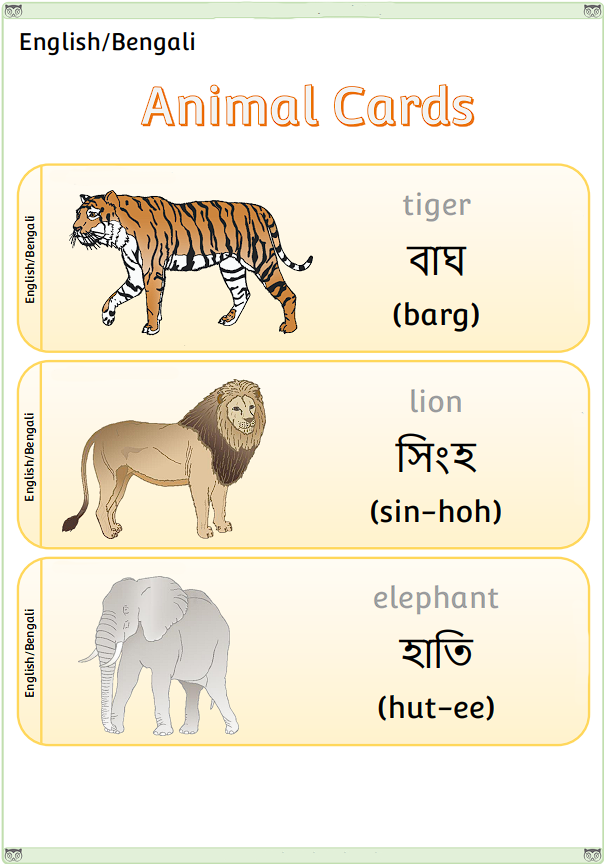 English/Bengali
Animal Cards
English/Bengali
tiger
বাঘ
(barg)
English/Bengali
lion
সিংহ
(sin-hoh)
English/Bengali
elephant
হাতি
(hut-ee)